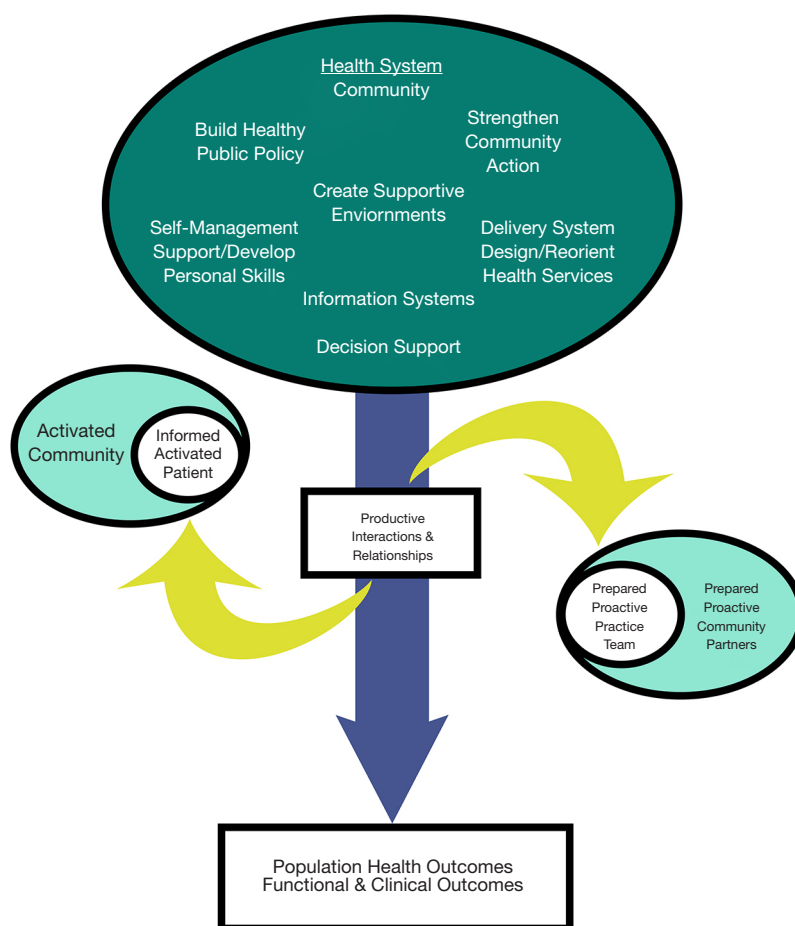 Health System
Community
Build Healthy
Public Policy
Strengthen
Community
Action
Create Supportive
Enviornments
Self-Management
Support/Develop
Personal Skills
Delivery System
Design/Reorient
Health Services
Information Systems
Decision Support
Activated
Community
Informed
Activated
Patient
Productive
Interactions &
Relationships
Prepared
Proactive
Practice
Team
Prepared
Proactive
Community
Partners
Population Health Outcomes
Functional & Clinical Outcomes